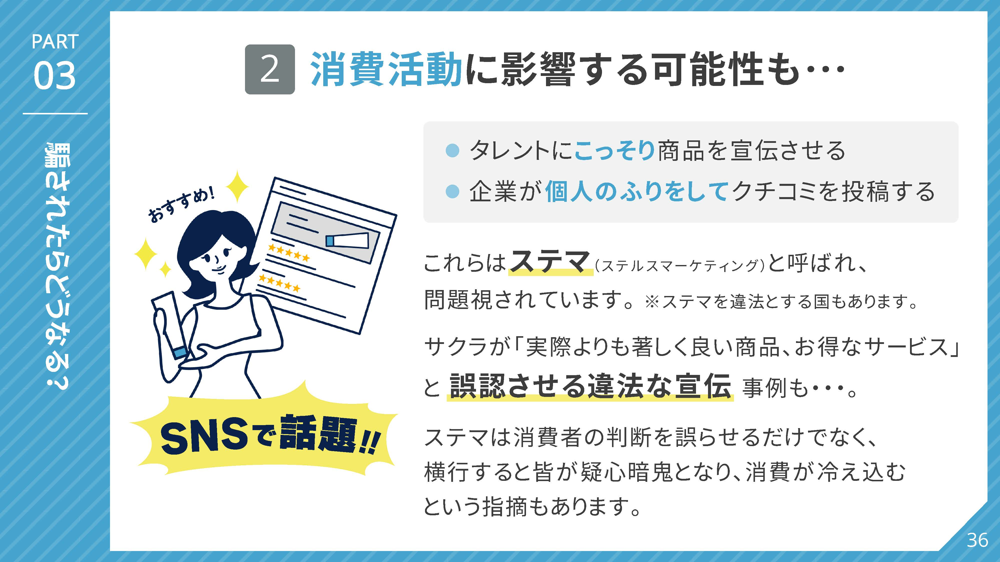 PART
03
騙されたらどうなる？
2 消費活動に影響する可能性も・・・
● タレントにこっそり商品を宣伝させる
● 企業が個人のふりをしてクチコミを投稿する
おすすめ！
SNSで話題!!
これらはステマ（ステルスマーケティング）と呼ばれ、
問題視されています。 ※ステマを違法とする国もあります。
サクラが「実際よりも著しく良い商品、お得なサービス」
と 誤認させる違法な宣伝 事例も・・・。
ステマは消費者の判断を誤らせるだけでなく、
横行すると皆が疑心暗鬼となり、消費が冷え込む
という指摘もあります。
36